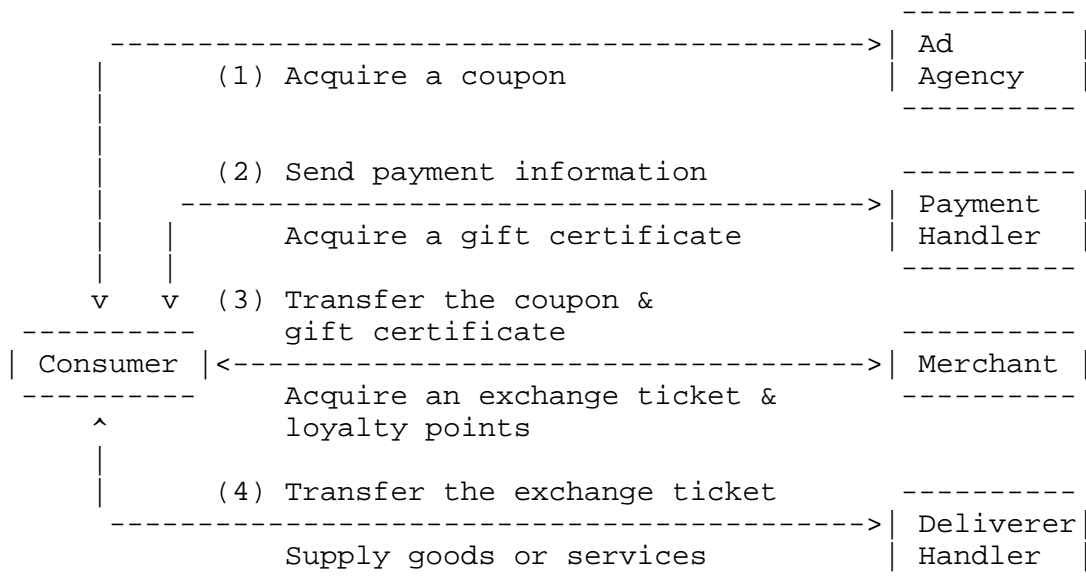 Ad
(1) Acquire a coupon Agency
(2) Send payment information
Payment
Acquire a gift certificate Handler
(3) Transfer the coupon &
gift certificate
Consumer Merchant
Acquire an exchange ticket &
loyalty points
(4) Transfer the exchange ticket
Deliverer
Supply goods or services Handler